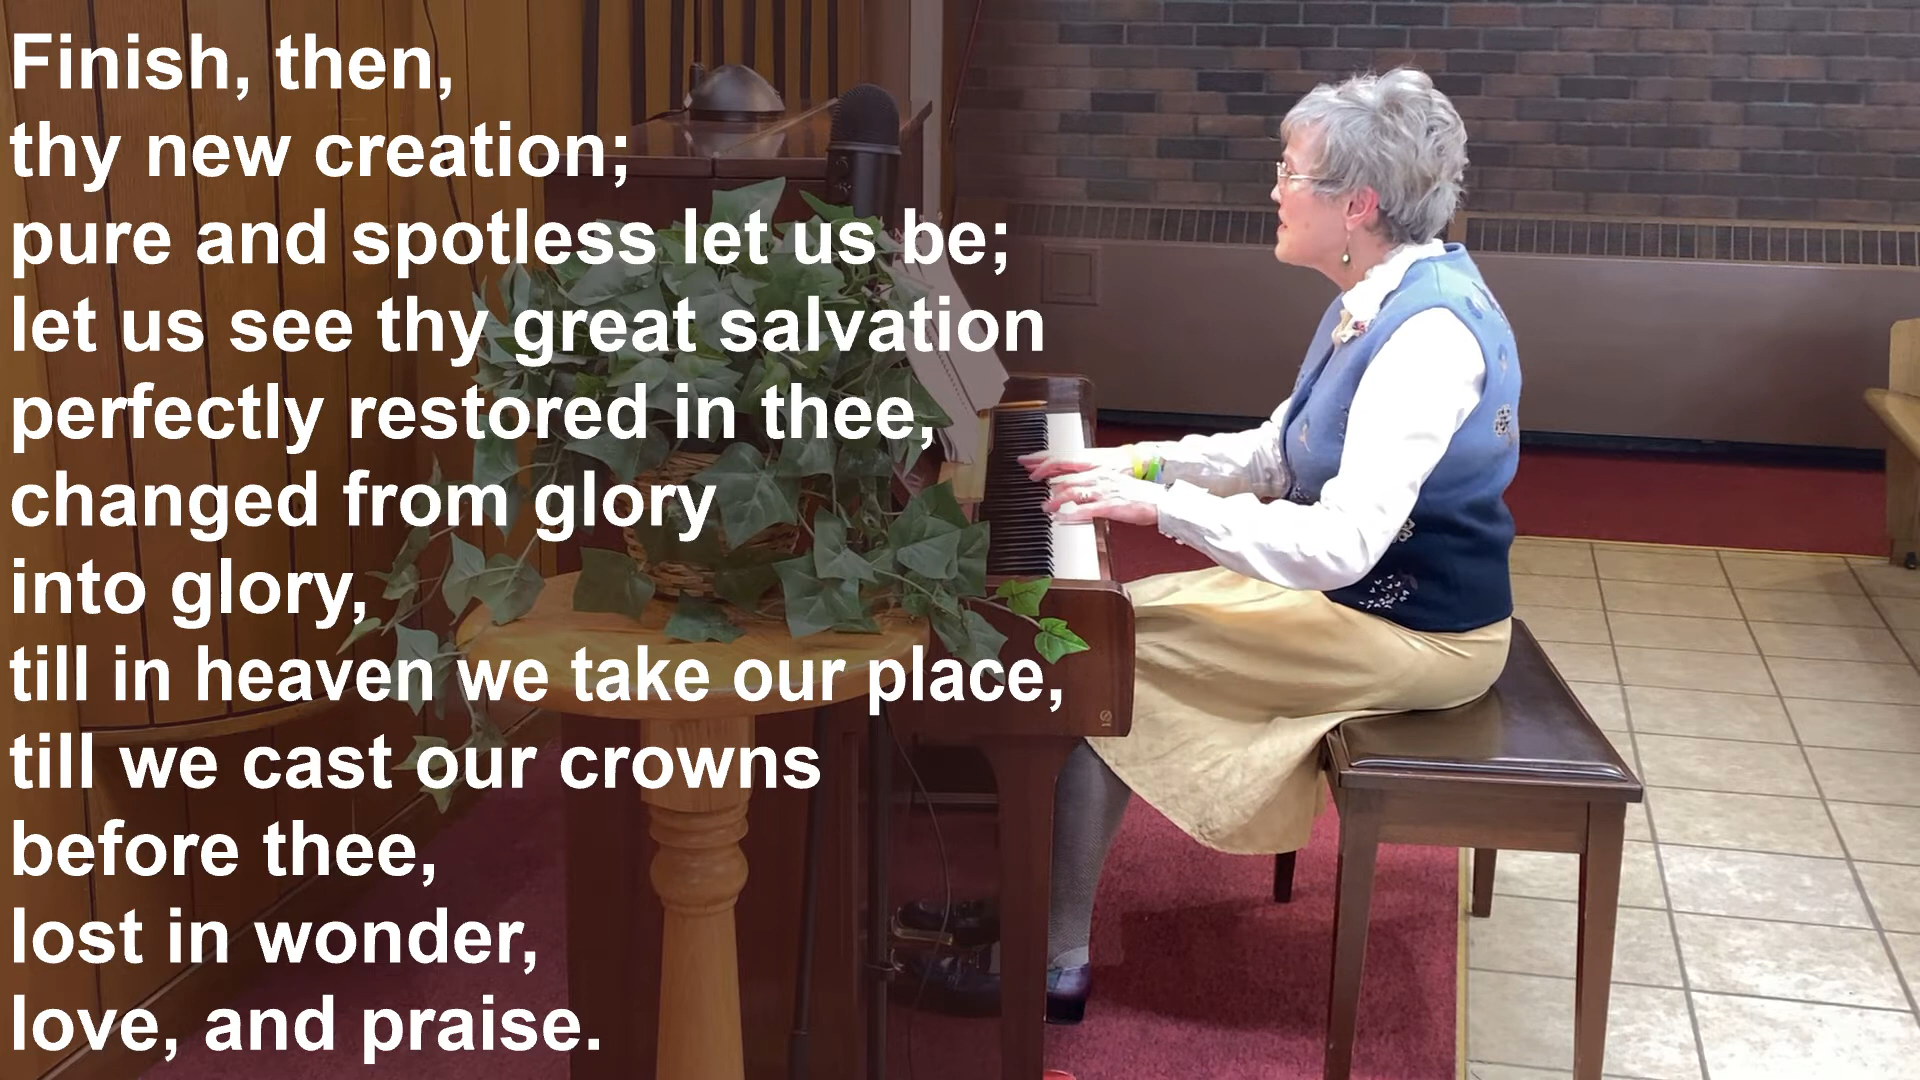 Finish, then,
thy new creation;
pure and spotless let us be;
let us see thy great salvation
perfectly restored in thee,
changed from glory
into glory,
till in heaven we take our place,
till we cast our crowns
before thee,
lost in wonder,
love, and praise.